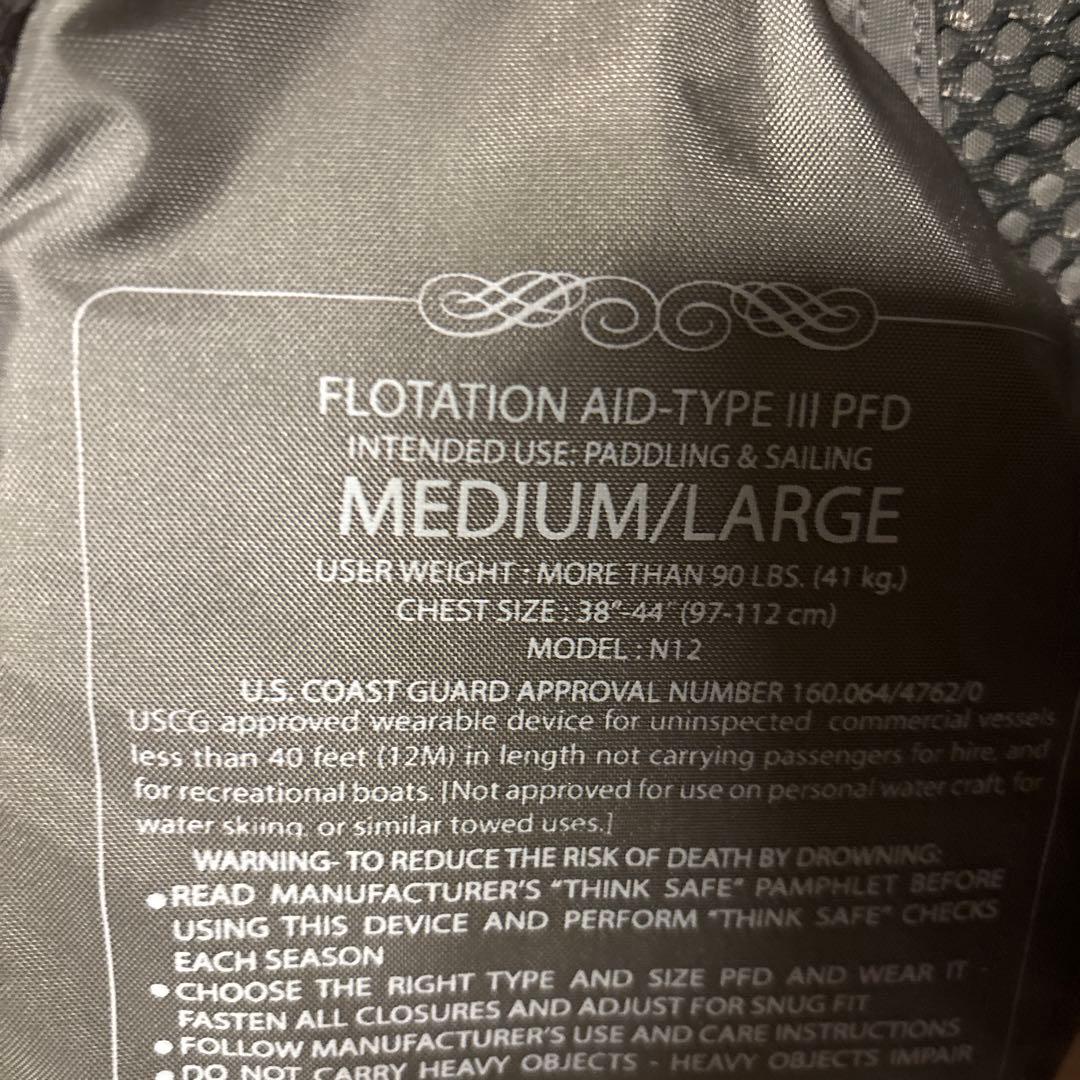 FLOTATION AID-TYPE III PFD
INTENDED USE: PADDLING & SAILING
MEDIUM/LARGE
USER WEIGHT : MORE THAN 90 LBS. (41 kg.)
CHEST SIZE : 38"-44" (97-112 cm)
MODEL : N12
U.S. COAST GUARD APPROVAL NUMBER 160.064/4762/0
USCG approved wearable device for uninspected commercial vessels
less than 40 feet (12M) in length not carrying passengers for hire, and
for recreational boats. [Not approved for use on personal water craft, for
water skiing, or similar towed uses.]
WARNING- TO REDUCE THE RISK OF DEATH BY DROWNING:
●READ MANUFACTURER'S "THINK SAFE" PAMPHLET BEFORE
USING THIS DEVICE AND PERFORM "THINK SAFE" CHECKS
EACH SEASON
●CHOOSE THE RIGHT TYPE AND SIZE PFD AND WEAR IT -
FASTEN ALL CLOSURES AND ADJUST FOR SNUG FIT
●FOLLOW MANUFACTURER'S USE AND CARE INSTRUCTIONS
●DO NOT CARRY HEAVY OBJECTS - HEAVY OBJECTS IMPAIR